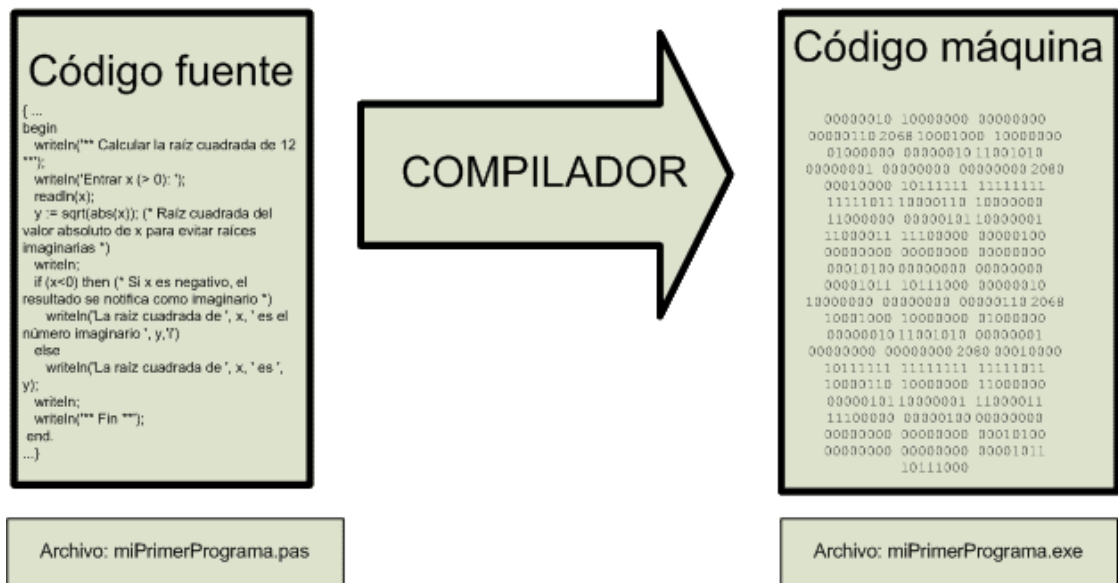 Código fuente
{ ...
begin
writeln('** Calcular la raíz cuadrada de 12
**');
writeln('Entrar x (> 0): ');
readln(x);
y := sqrt(abs(x)); (* Raíz cuadrada del
valor absoluto de x para evitar raíces
imaginarias *)
writeln;
if (x<0) then (* Si x es negativo, el
resultado se notifica como imaginario *)
writeln('La raíz cuadrada de ', x, ' es el
número imaginario ', y,'i')
else
writeln('La raíz cuadrada de ', x, ' es ',
y);
writeln;
writeln('** Fin **');
end.
...}
Archivo: miPrimerPrograma.pas
COMPILADOR
Código máquina
00000010 10000000 00000000
00000110 2068 10001000 10000000
01000000 00000010 11001010
00000001 00000000 00000000 2080
00010000 10111111 11111111
11111011 10000110 10000000
11000000 00000101 10000001
11000011 11100000 00000100
00000000 00000000 00000000
00010100 00000000 00000000
00001011 10111000 00000010
10000000 00000000 00000110 2068
10001000 10000000 01000000
00000010 11001010 00000001
00000000 00000000 2080 00010000
10111111 11111111 11111011
10000110 10000000 11000000
00000101 10000001 11000011
11100000 00000100 00000000
00000000 00000000 00010100
00000000 00000000 00001011
10111000
Archivo: miPrimerPrograma.exe